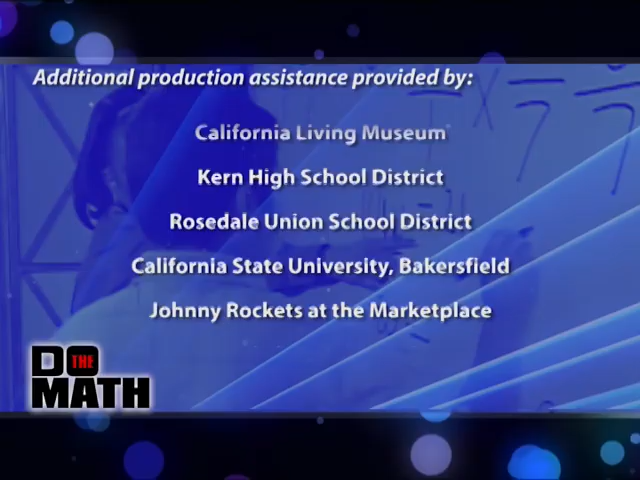 Additional production assistance provided by:
California Living Museum
Kern High School District
Rosedale Union School District
California State University, Bakersfield
Johnny Rockets at the Marketplace
DO THE
MATH